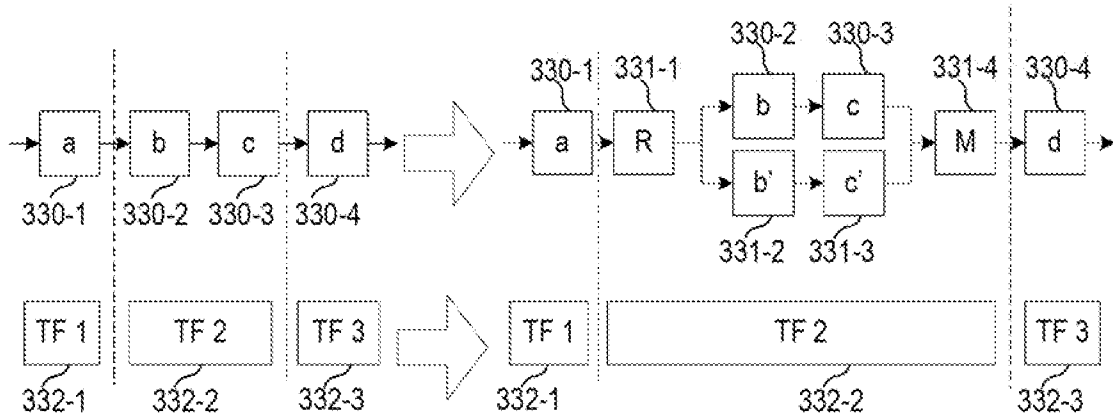 330-2 330-3
330-1 331-1 331-4 330-4
b c
a b c d a R M d
b' c'
330-1 330-2 330-3 330-4
331-2 331-3
TF 1 TF 2 TF 3 TF 1 TF 2 TF 3
332-1 332-2 332-3 332-1 332-2 332-3